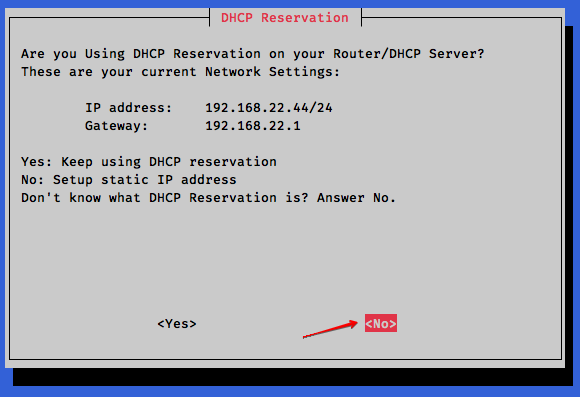 DHCP Reservation
Are you Using DHCP Reservation on your Router/DHCP Server?
These are your current Network Settings:
IP address:    192.168.22.44/24
Gateway:       192.168.22.1
Yes: Keep using DHCP reservation
No: Setup static IP address
Don't know what DHCP Reservation is? Answer No.
<Yes>    <No>